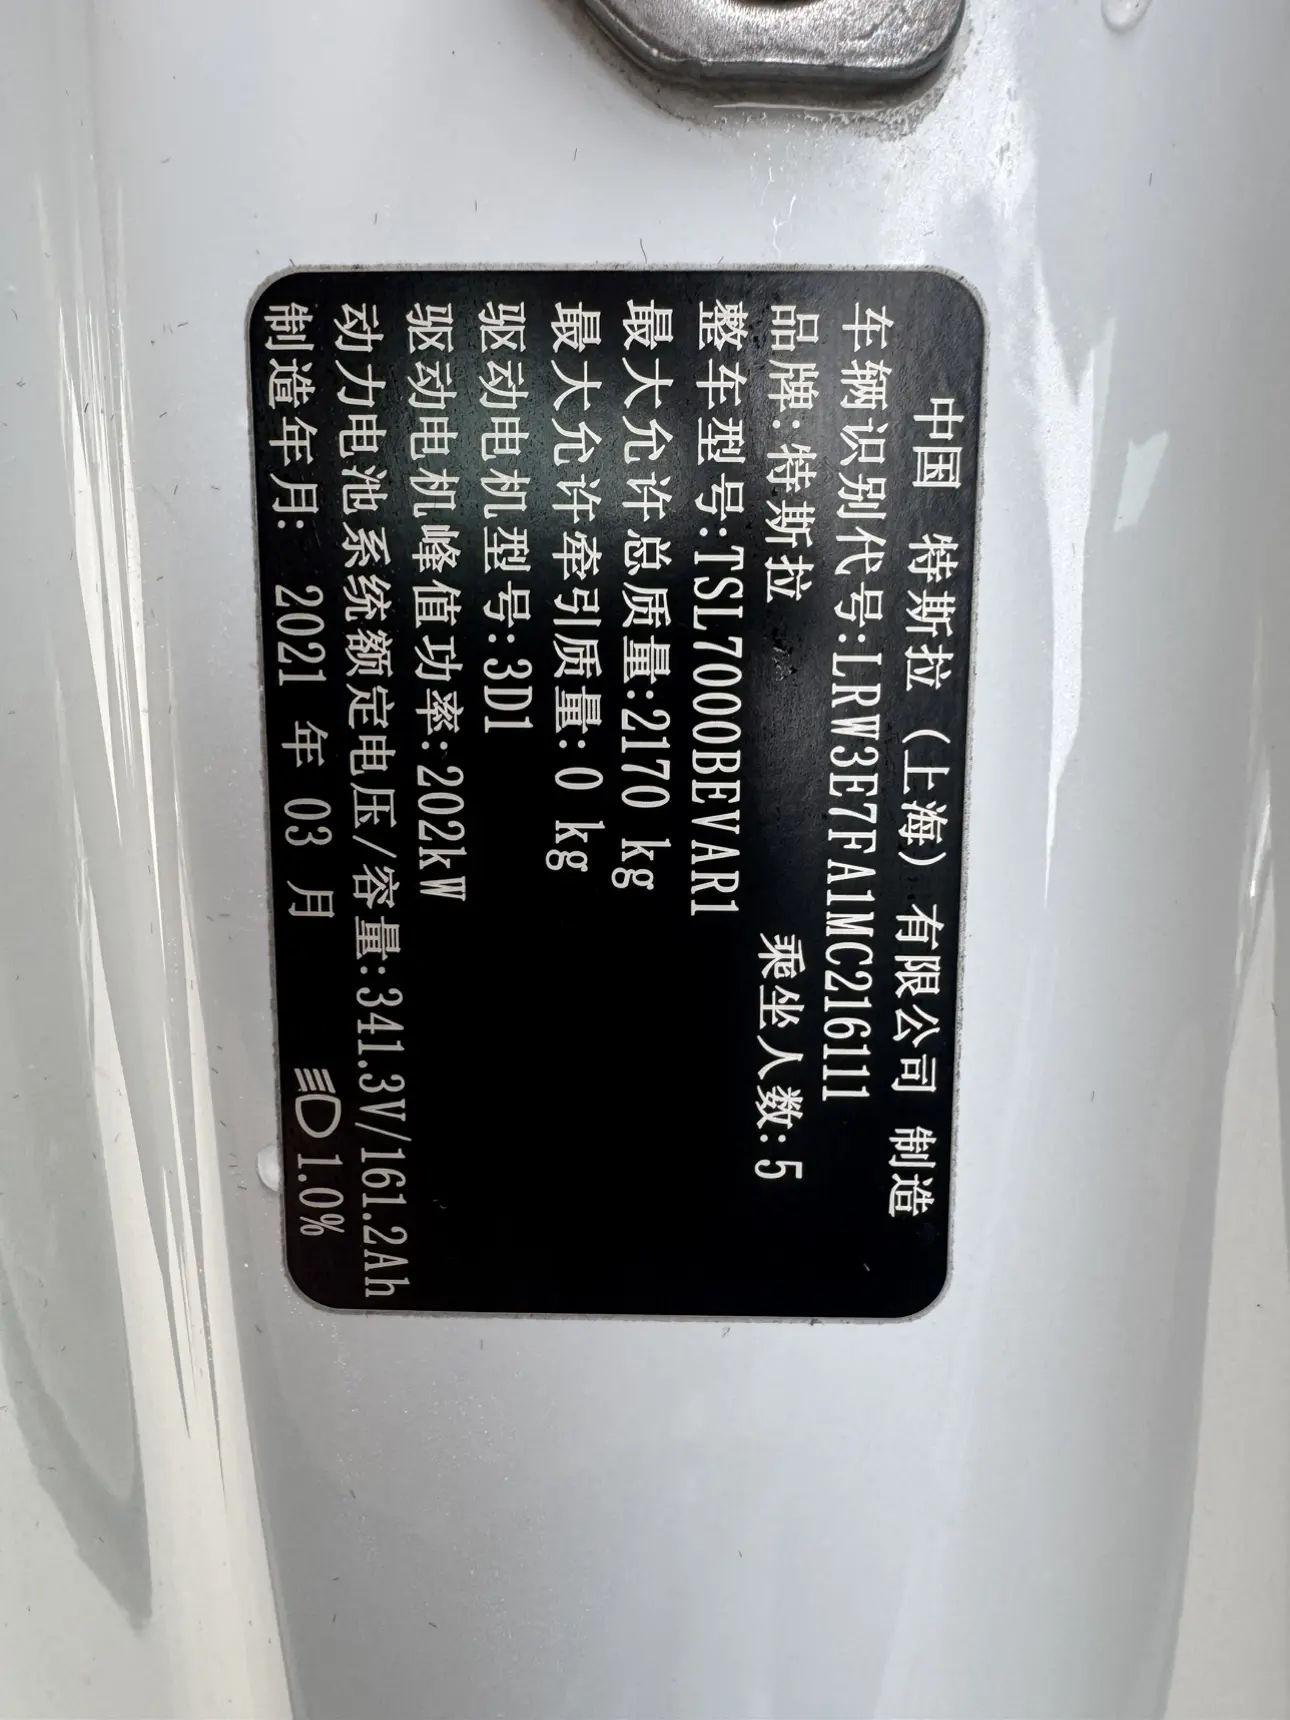 中国 特斯拉（上海）有限公司 制造
车辆识别代号:LRW3E7FA1MC216111
品牌:特斯拉 乘坐人数:5
整车型号:TSL7000BEVAR1
最大允许总质量:2170 kg
最大允许牵引质量:0 kg
驱动电机型号:3D1
驱动电机峰值功率:202kW
动力电池系统额定电压/容量:341.3V/161.2Ah
制造年月: 2021 年 03 月 1.0%